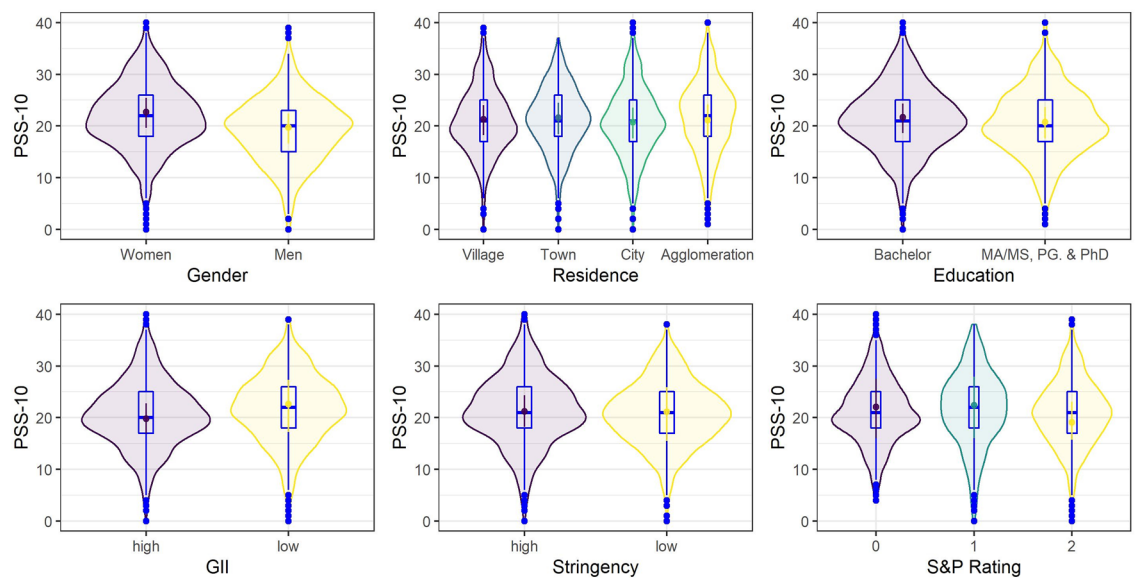 PSS-10
40
30
20
10
0
Women Men
Gender
PSS-10
40
30
20
10
0
Village Town City Agglomeration
Residence
PSS-10
40
30
20
10
0
Bachelor MA/MS, PG. & PhD
Education
PSS-10
40
30
20
10
0
high low
GII
PSS-10
40
30
20
10
0
high low
Stringency
PSS-10
40
30
20
10
0
0 1 2
S&P Rating